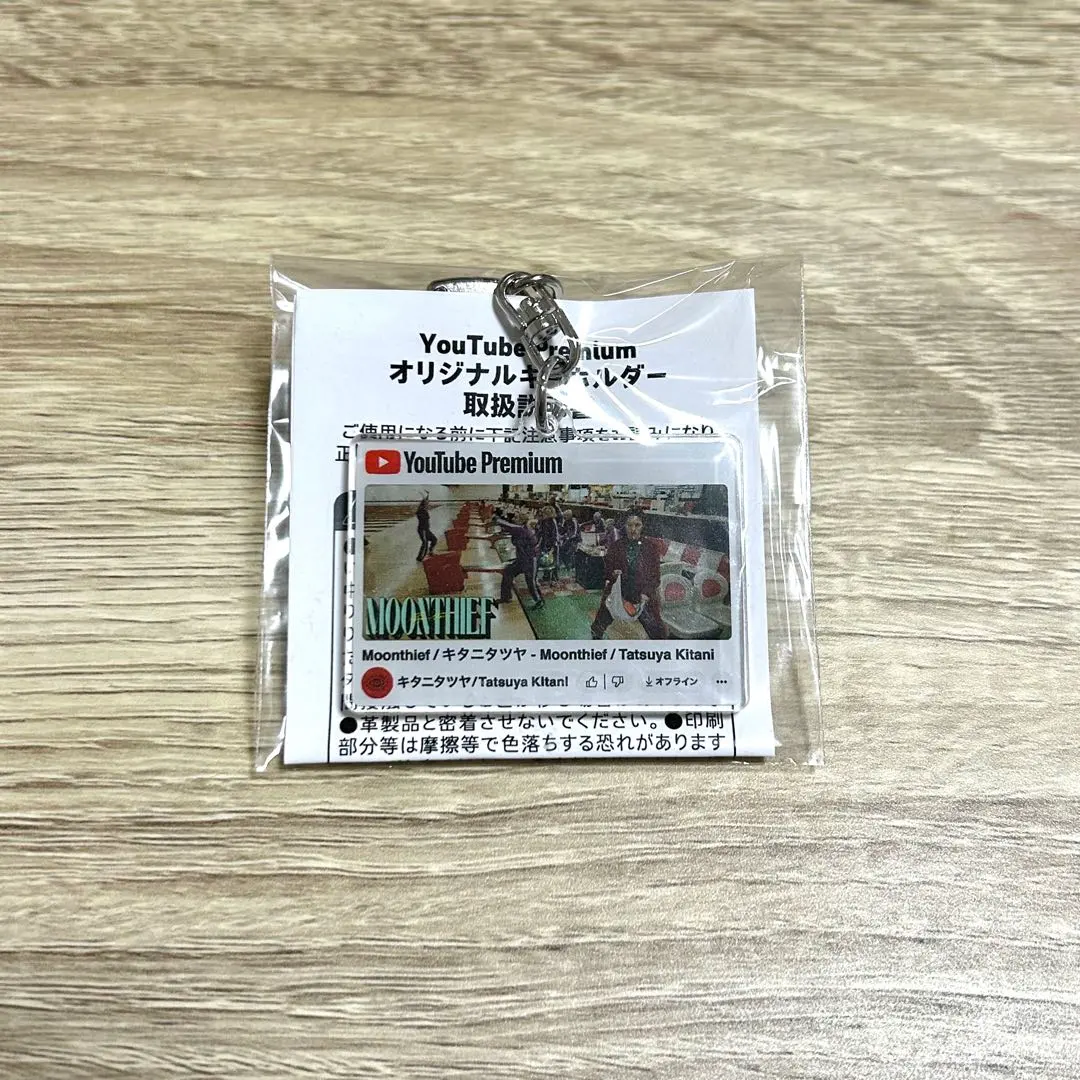 YouTube Premium
オリジナルキーホルダー
取扱説
ご使用になる前に下記注意事項をお読みになり
正
YouTube Premium
MOONTHIEF
Moonthief / キタニタツヤ - Moonthief / Tatsuya Kitani
キタニタツヤ/Tatsuya Kitani オフライン
●革製品と密着させないでください。●印刷
部分等は摩擦等で色落ちする恐れがあります